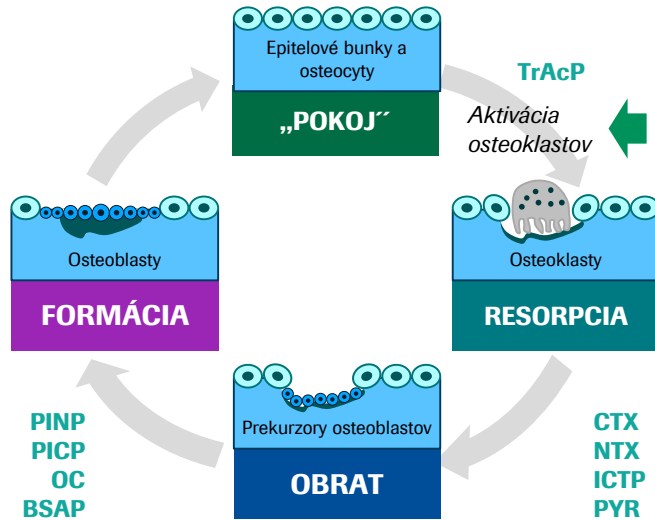 Epitelové bunky a
osteocyty
„POKOJ´´
TrAcP
Aktivácia
osteoklastov
Osteoklasty
RESORPCIA
CTX
NTX
ICTP
PYR
Prekurzory osteoblastov
OBRAT
Osteoblasty
FORMÁCIA
PINP
PICP
OC
BSAP